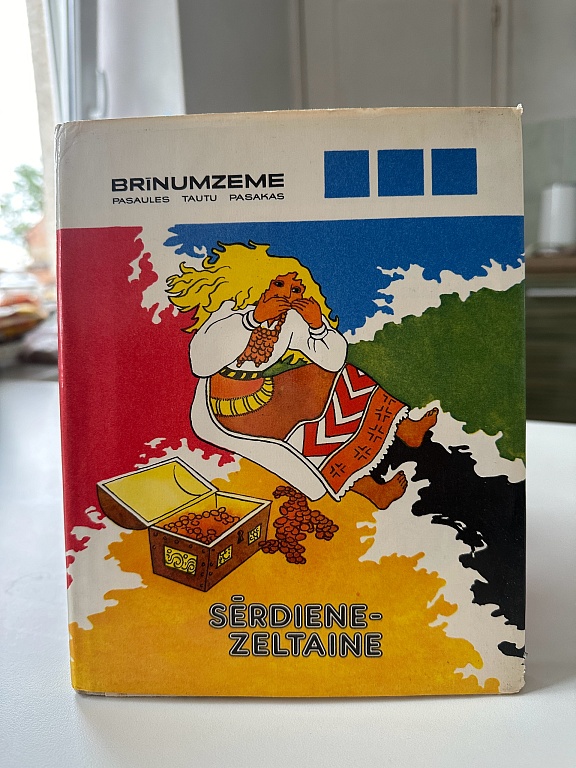 BRĪNUMZEME
PASAULES TAUTU PASAKAS
SĒRDIENE-
ZELTAINE